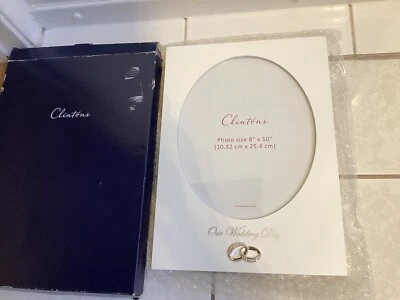 Clintons
Clintons
Photo size 8" x 10"
(20.32 cm x 25.4 cm)
Our Wedding Day